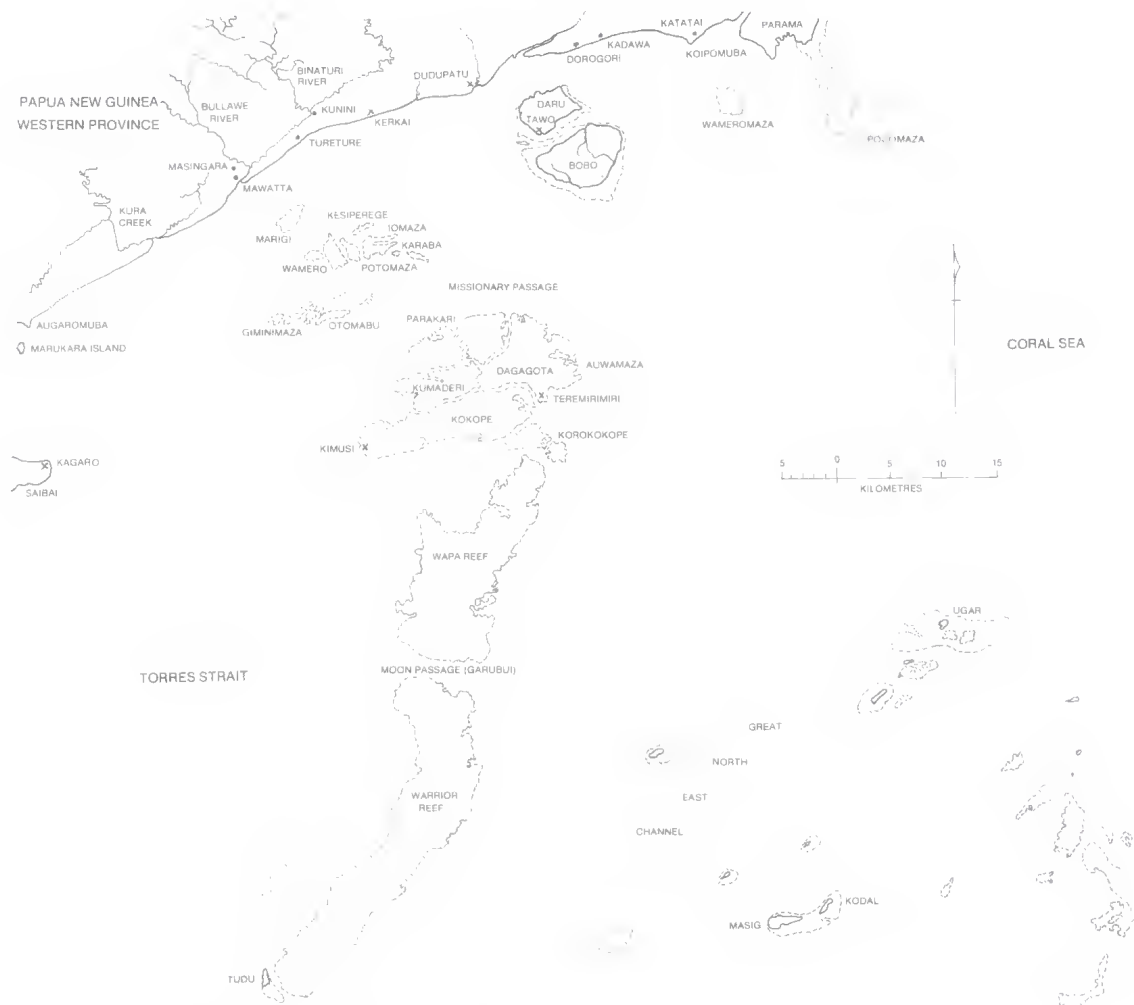 KATATAI
PARAMA
KADAWA
DOROGORI
KOIPOMUBA
BINATURI
RIVER
DUDUPATU
PAPUA NEW GUINEA
WESTERN PROVINCE
BULLAWE
RIVER
KUNINI
KERKAI
DARU
TAWO
WAMEROMAZA
TURETURE
BOBO
MASINGARA
MAWATTA
KURA
CREEK
KESIPEREGE
IOMAZA
MARIGI
KARABA
WAMERO
POTOMAZA
MISSIONARY PASSAGE
AUGAROMUBA
GIMINIMAZA
OTOMABU
PARAKARI
MARUKARA ISLAND
CORAL SEA
AUWAMAZA
DAGAGOTA
KUMADERI
TEREMIRIMIRI
KOKOPE
KIMUSI
KOROKOKOPE
KAGARO
SAIBAI
5 0 5 10 15
KILOMETRES
WAPA REEF
UGAR
MOON PASSAGE (GARUBUI)
TORRES STRAIT
GREAT
NORTH
EAST
CHANNEL
WARRIOR
REEF
KODAL
MASIG
TUDU